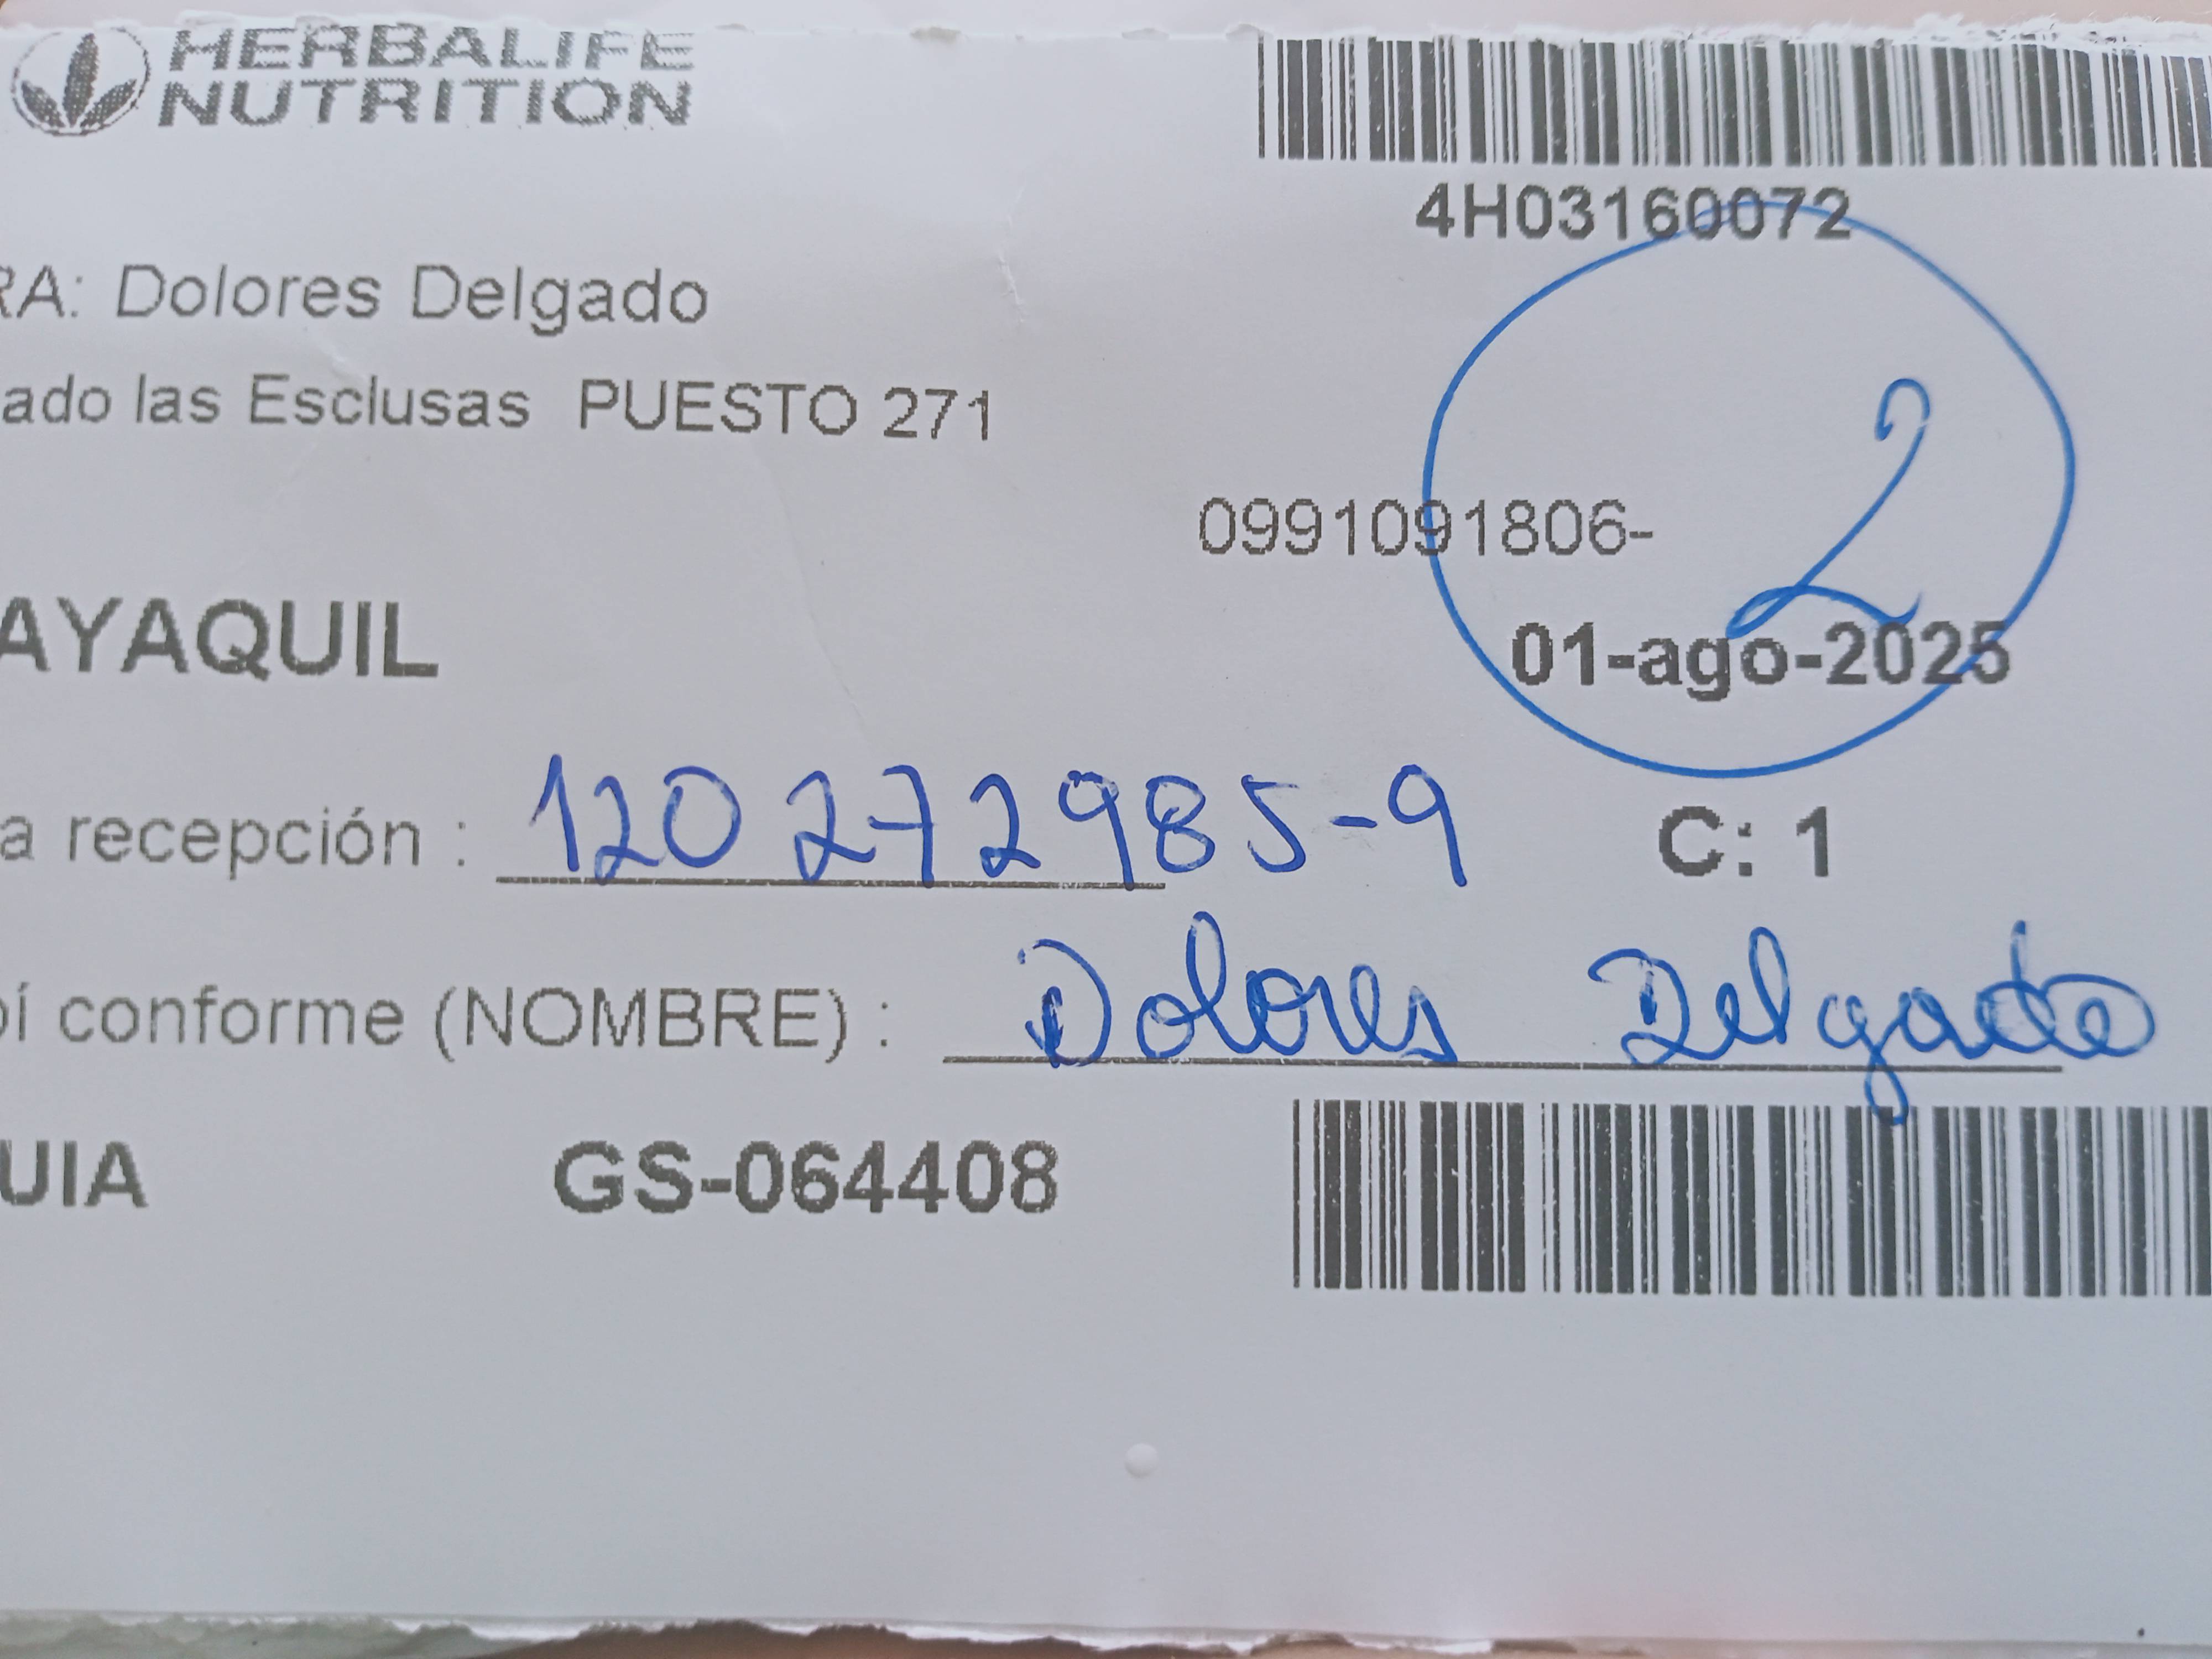 HERBALIFE
NUTRITION
4H03160072
RA: Dolores Delgado
ado las Esclusas PUESTO 271
2
0991091806-
AYAQUIL
01-ago-2025
a recepción : 120272985-9
C: 1
bí conforme (NOMBRE) : Dolores Delgado
UIA GS-064408